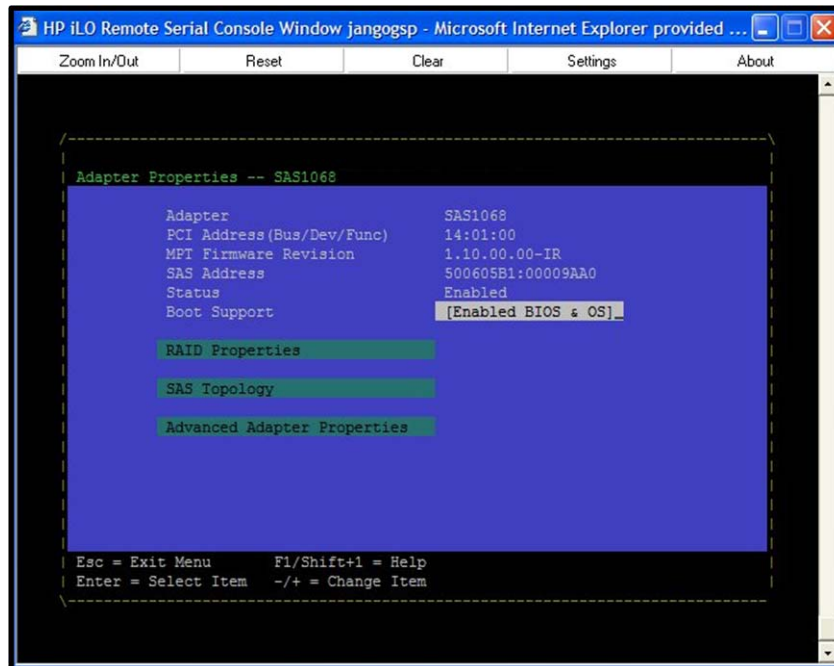 HP iLO Remote Serial Console Window jangogsp - Microsoft Internet Explorer provided ...
Zoom In/Out Reset Clear Settings About
Adapter Properties -- SAS1068
Adapter SAS1068
PCI Address(Bus/Dev/Func) 14:01:00
MPT Firmware Revision 1.10.00.00-IR
SAS Address 500605B1:00009AA0
Status Enabled
Boot Support [Enabled BIOS & OS]_
RAID Properties
SAS Topology
Advanced Adapter Properties
Esc = Exit Menu F1/Shift+1 = Help
Enter = Select Item -/+ = Change Item